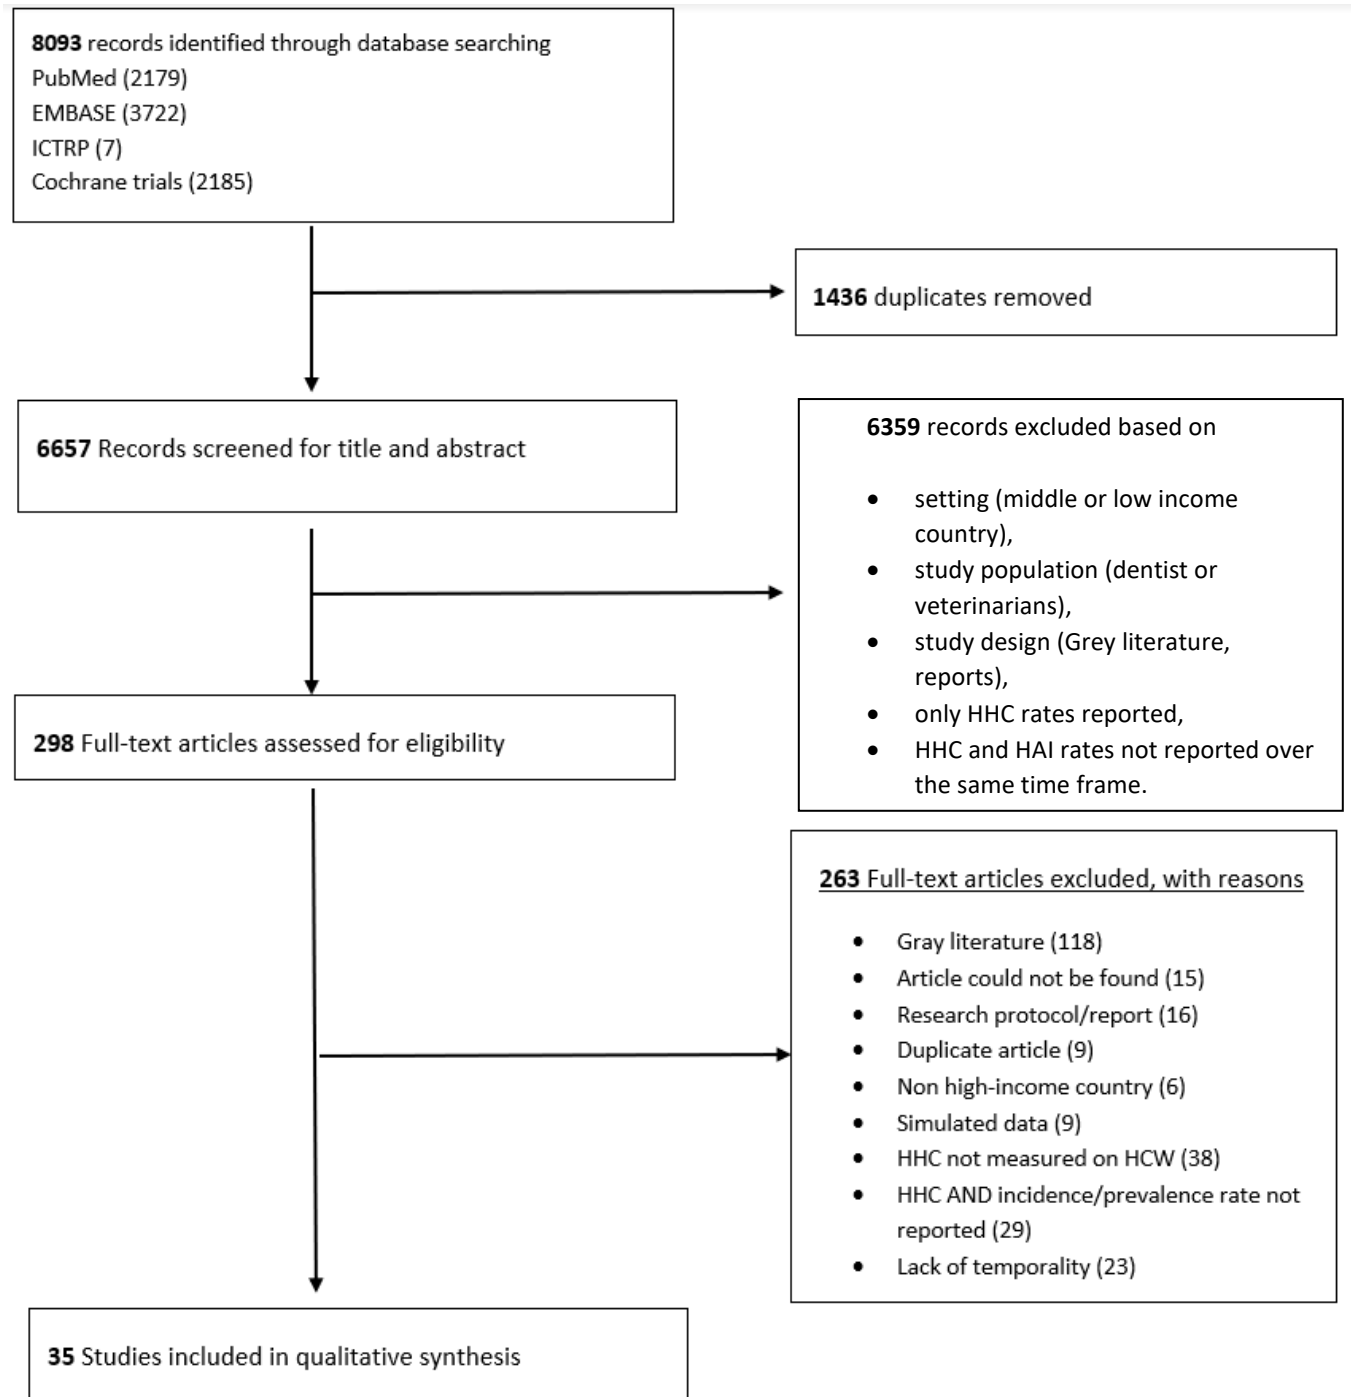 8093 records identified through database searching
PubMed (2179)
EMBASE (3722)
ICTRP (7)
Cochrane trials (2185)
1436 duplicates removed
6657 Records screened for title and abstract
6359 records excluded based on
• setting (middle or low income
country),
• study population (dentist or
veterinarians),
• study design (Grey literature,
reports),
• only HHC rates reported,
• HHC and HAI rates not reported over
the same time frame.
298 Full-text articles assessed for eligibility
263 Full-text articles excluded, with reasons
• Gray literature (118)
• Article could not be found (15)
• Research protocol/report (16)
• Duplicate article (9)
• Non high-income country (6)
• Simulated data (9)
• HHC not measured on HCW (38)
• HHC AND incidence/prevalence rate not
reported (29)
• Lack of temporality (23)
35 Studies included in qualitative synthesis